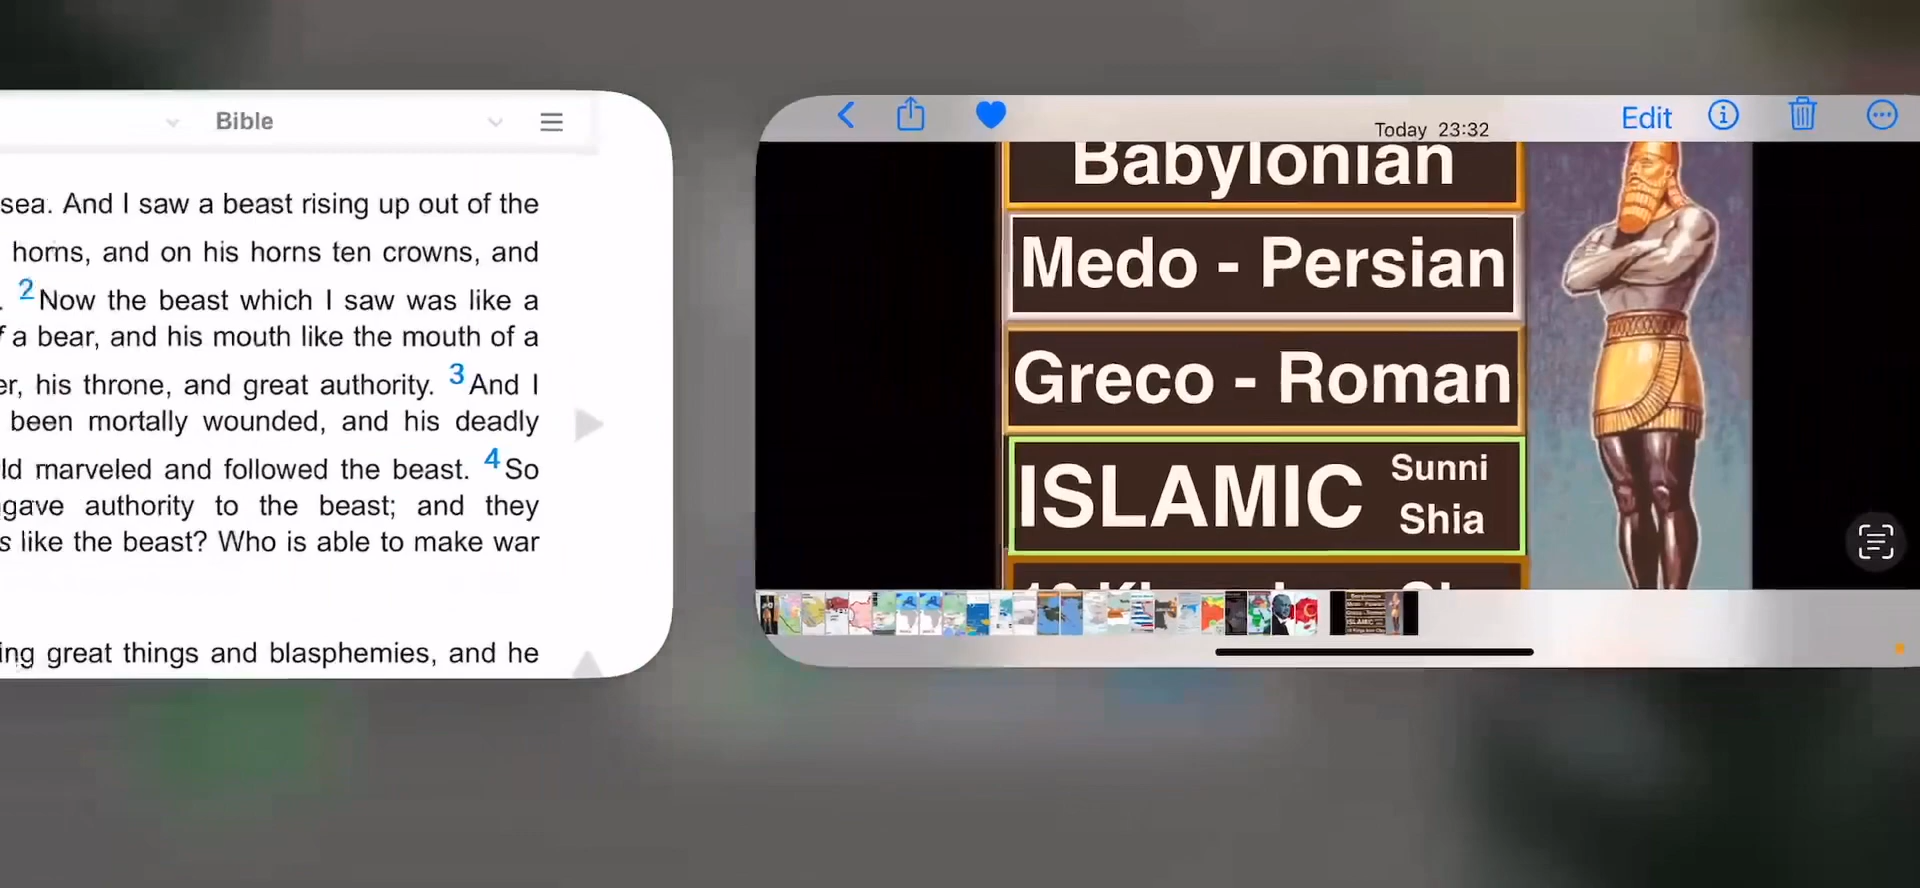 Bible
sea. And I saw a beast rising up out of the
horns, and on his horns ten crowns, and
. 2 Now the beast which I saw was like a
f a bear, and his mouth like the mouth of a
er, his throne, and great authority. 3 And I
been mortally wounded, and his deadly
ld marveled and followed the beast. 4 So
gave authority to the beast; and they
s like the beast? Who is able to make war
ing great things and blasphemies, and he
Today 23:32
Edit
Babylonian
Medo - Persian
Greco - Roman
ISLAMIC Sunni
Shia